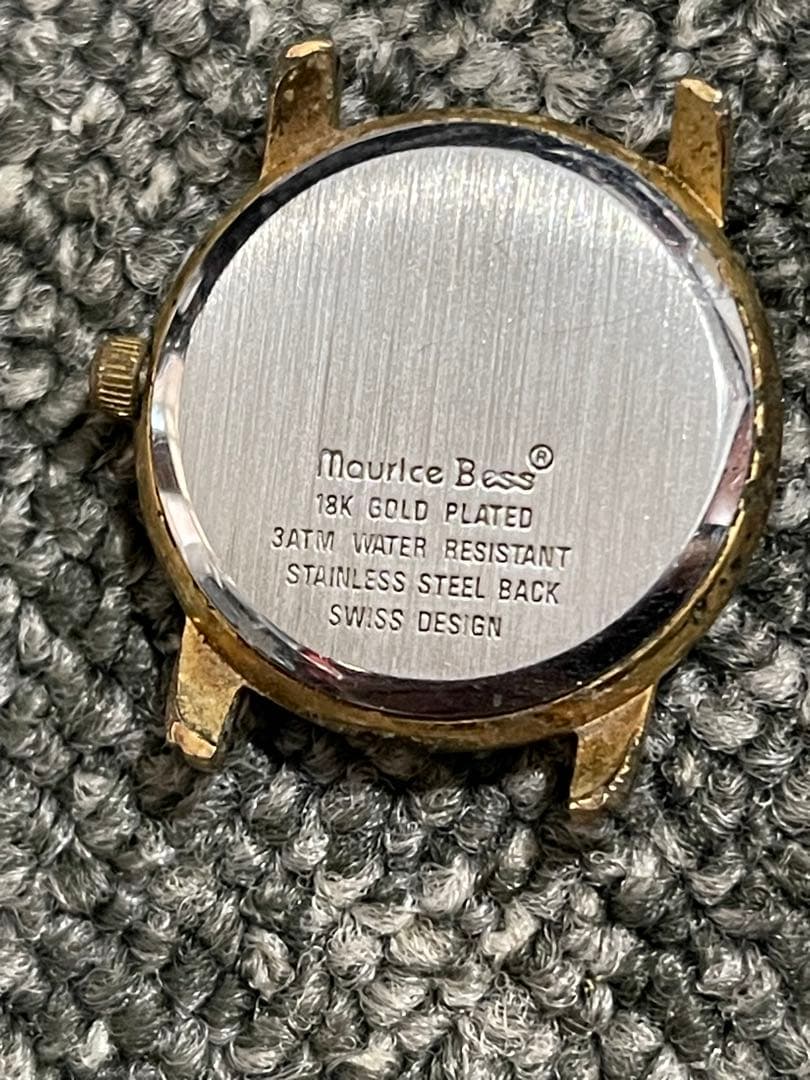 Maurice Bess®
18K GOLD PLATED
3ATM WATER RESISTANT
STAINLESS STEEL BACK
SWISS DESIGN